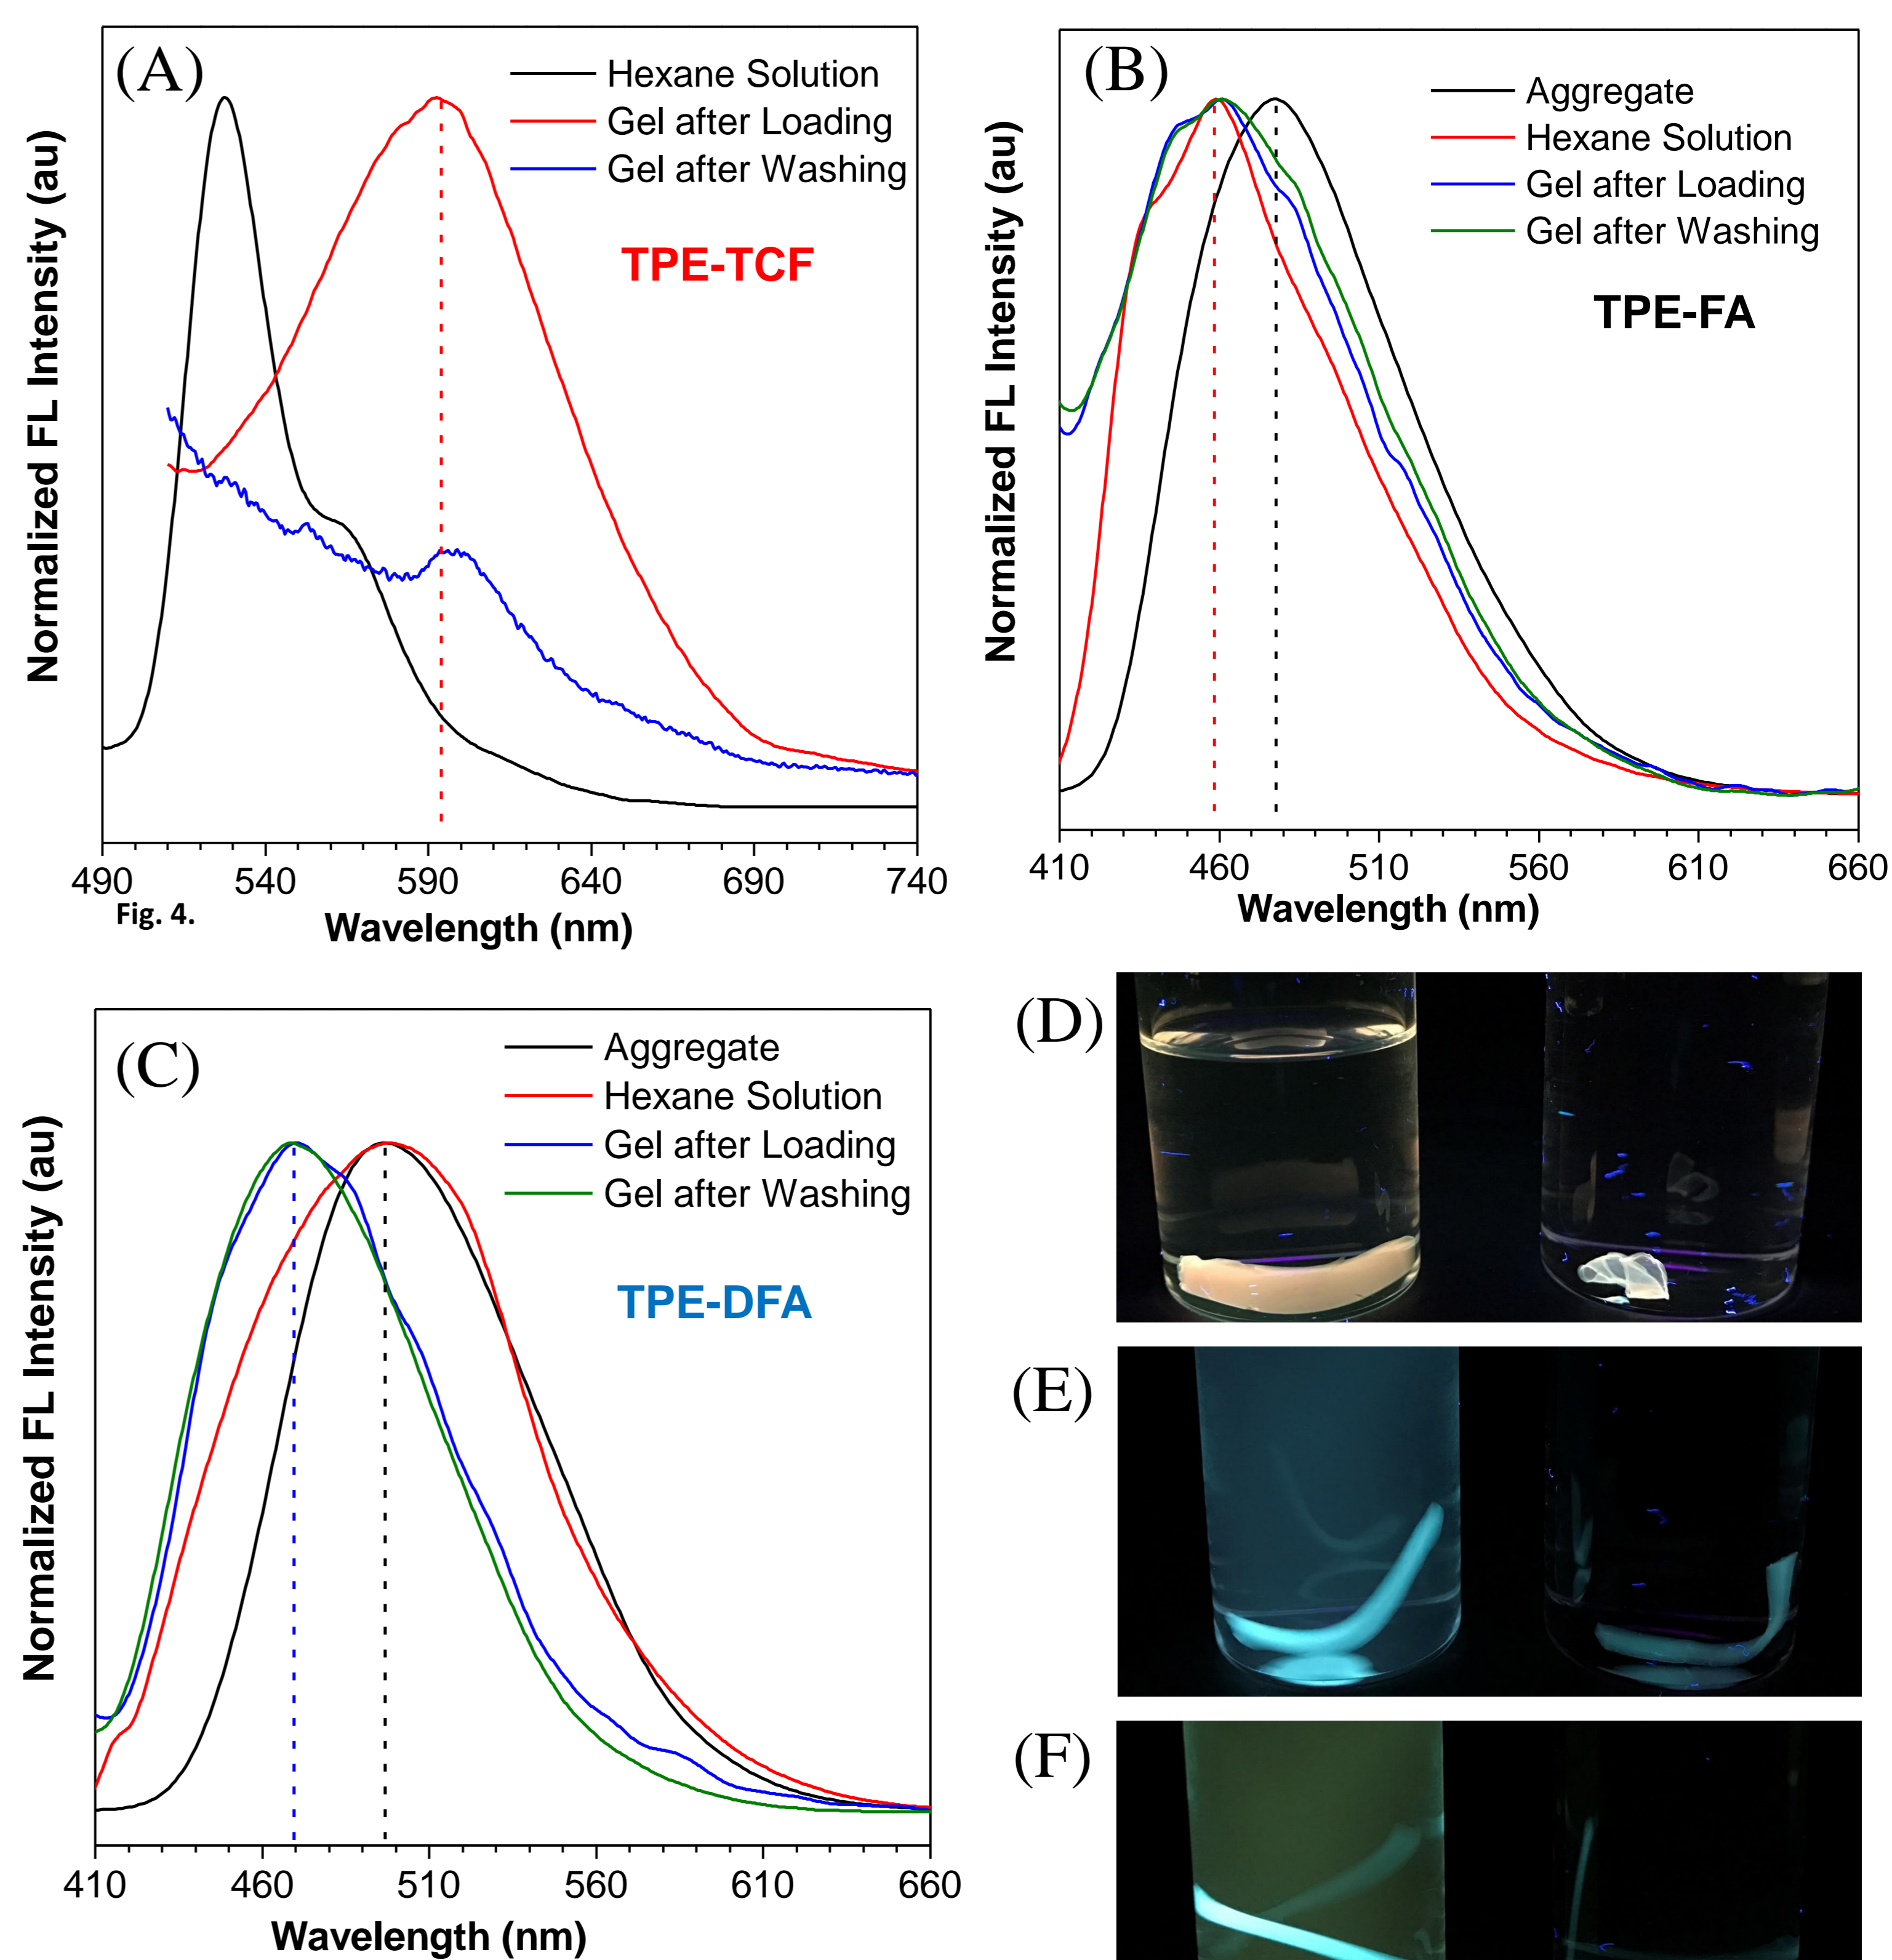 (A)
Hexane Solution
Gel after Loading
Gel after Washing
TPE-TCF
Normalized FL Intensity (au)
490 540 590 640 690 740
Fig. 4.
Wavelength (nm)
(B)
Aggregate
Hexane Solution
Gel after Loading
Gel after Washing
TPE-FA
Normalized FL Intensity (au)
410 460 510 560 610 660
Wavelength (nm)
(C)
Aggregate
Hexane Solution
Gel after Loading
Gel after Washing
TPE-DFA
Normalized FL Intensity (au)
410 460 510 560 610 660
Wavelength (nm)
(D)
(E)
(F)